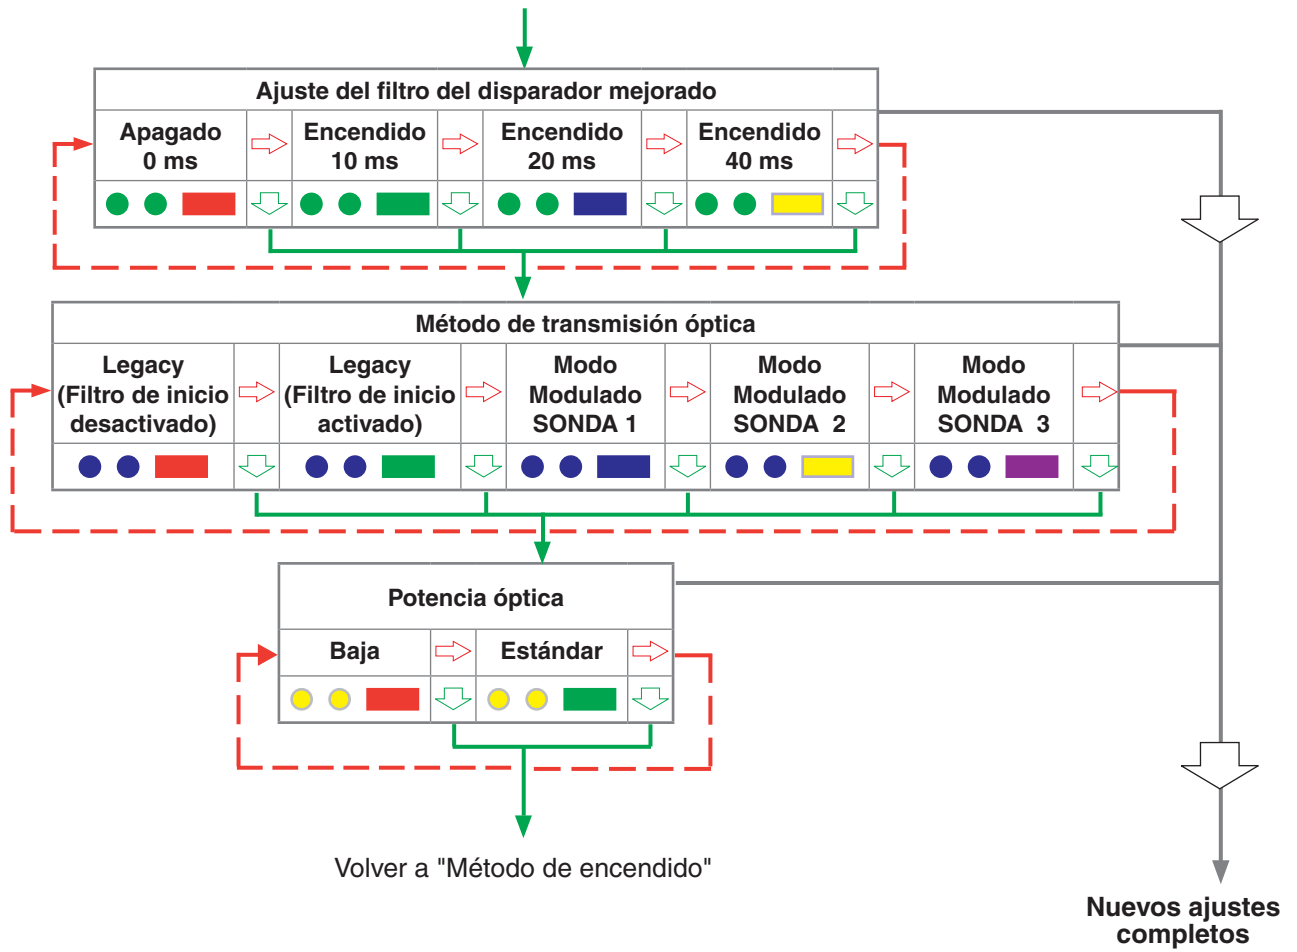 Ajuste del filtro del disparador mejorado
Apagado
0 ms
Encendido
10 ms
Encendido
20 ms
Encendido
40 ms
Método de transmisión óptica
Legacy
(Filtro de inicio
desactivado)
Legacy
(Filtro de inicio
activado)
Modo
Modulado
SONDA 1
Modo
Modulado
SONDA 2
Modo
Modulado
SONDA 3
Potencia óptica
Baja
Estándar
Volver a "Método de encendido"
Nuevos ajustes
completos